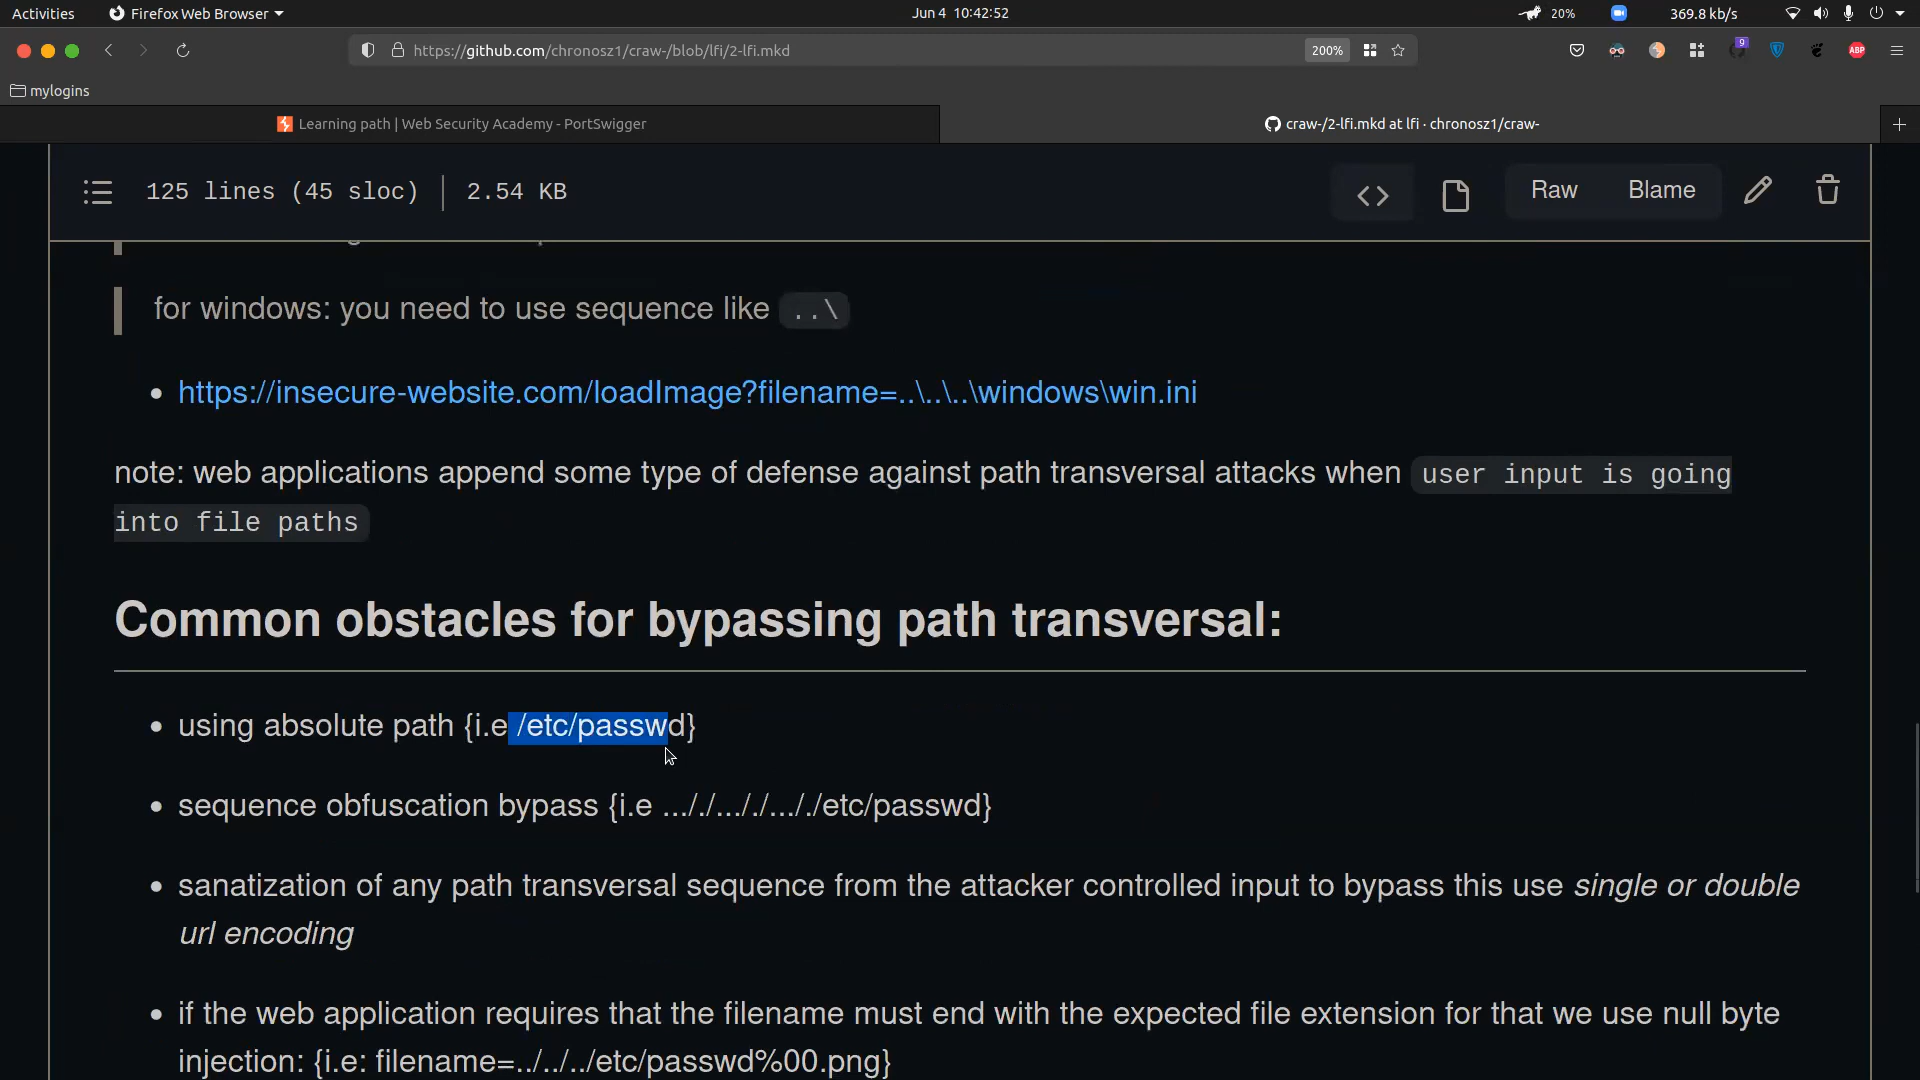 Activities Firefox Web Browser Jun 4 10:42:52 20% 369.8 kb/s
https://github.com/chronosz1/craw-/blob/lfi/2-lfi.mkd 200% 9 ABP
mylogins
Learning path | Web Security Academy - PortSwigger craw-/2-lfi.mkd at lfi · chronosz1/craw-
125 lines (45 sloc) 2.54 KB Raw Blame
for windows: you need to use sequence like ..\
https://insecure-website.com/loadImage?filename=..\..\..\windows\win.ini
note: web applications append some type of defense against path transversal attacks when user input is going
into file paths
Common obstacles for bypassing path transversal:
using absolute path {i.e /etc/passwd}
sequence obfuscation bypass {i.e ..././..././..././etc/passwd}
sanatization of any path transversal sequence from the attacker controlled input to bypass this use single or double
url encoding
if the web application requires that the filename must end with the expected file extension for that we use null byte
injection: {i.e: filename=../../../etc/passwd%00.png}